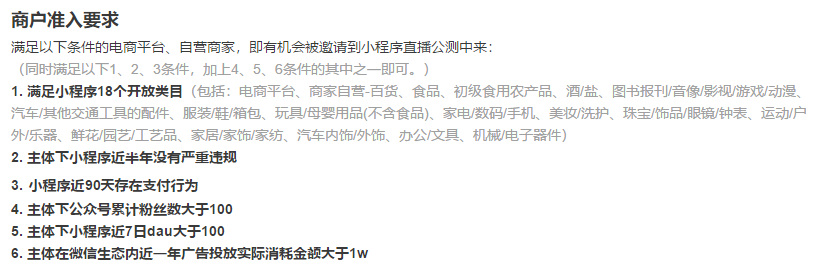 商户准入要求
满足以下条件的电商平台、自营商家，即有机会被邀请到小程序直播公测中来：
（同时满足以下1、2、3条件，加上4、5、6条件的其中之一即可。）
1. 满足小程序18个开放类目（包括：电商平台、商家自营-百货、食品、初级食用农产品、酒/盐、图书报刊/音像/影视/游戏/动漫、
汽车/其他交通工具的配件、服装/鞋/箱包、玩具/母婴用品(不含食品)、家电/数码/手机、美妆/洗护、珠宝/饰品/眼镜/钟表、运动/户
外/乐器、鲜花/园艺/工艺品、家居/家饰/家纺、汽车内饰/外饰、办公/文具、机械/电子器件）
2. 主体下小程序近半年没有严重违规
3. 小程序近90天存在支付行为
4. 主体下公众号累计粉丝数大于100
5. 主体下小程序近7日dau大于100
6. 主体在微信生态内近一年广告投放实际消耗金额大于1w